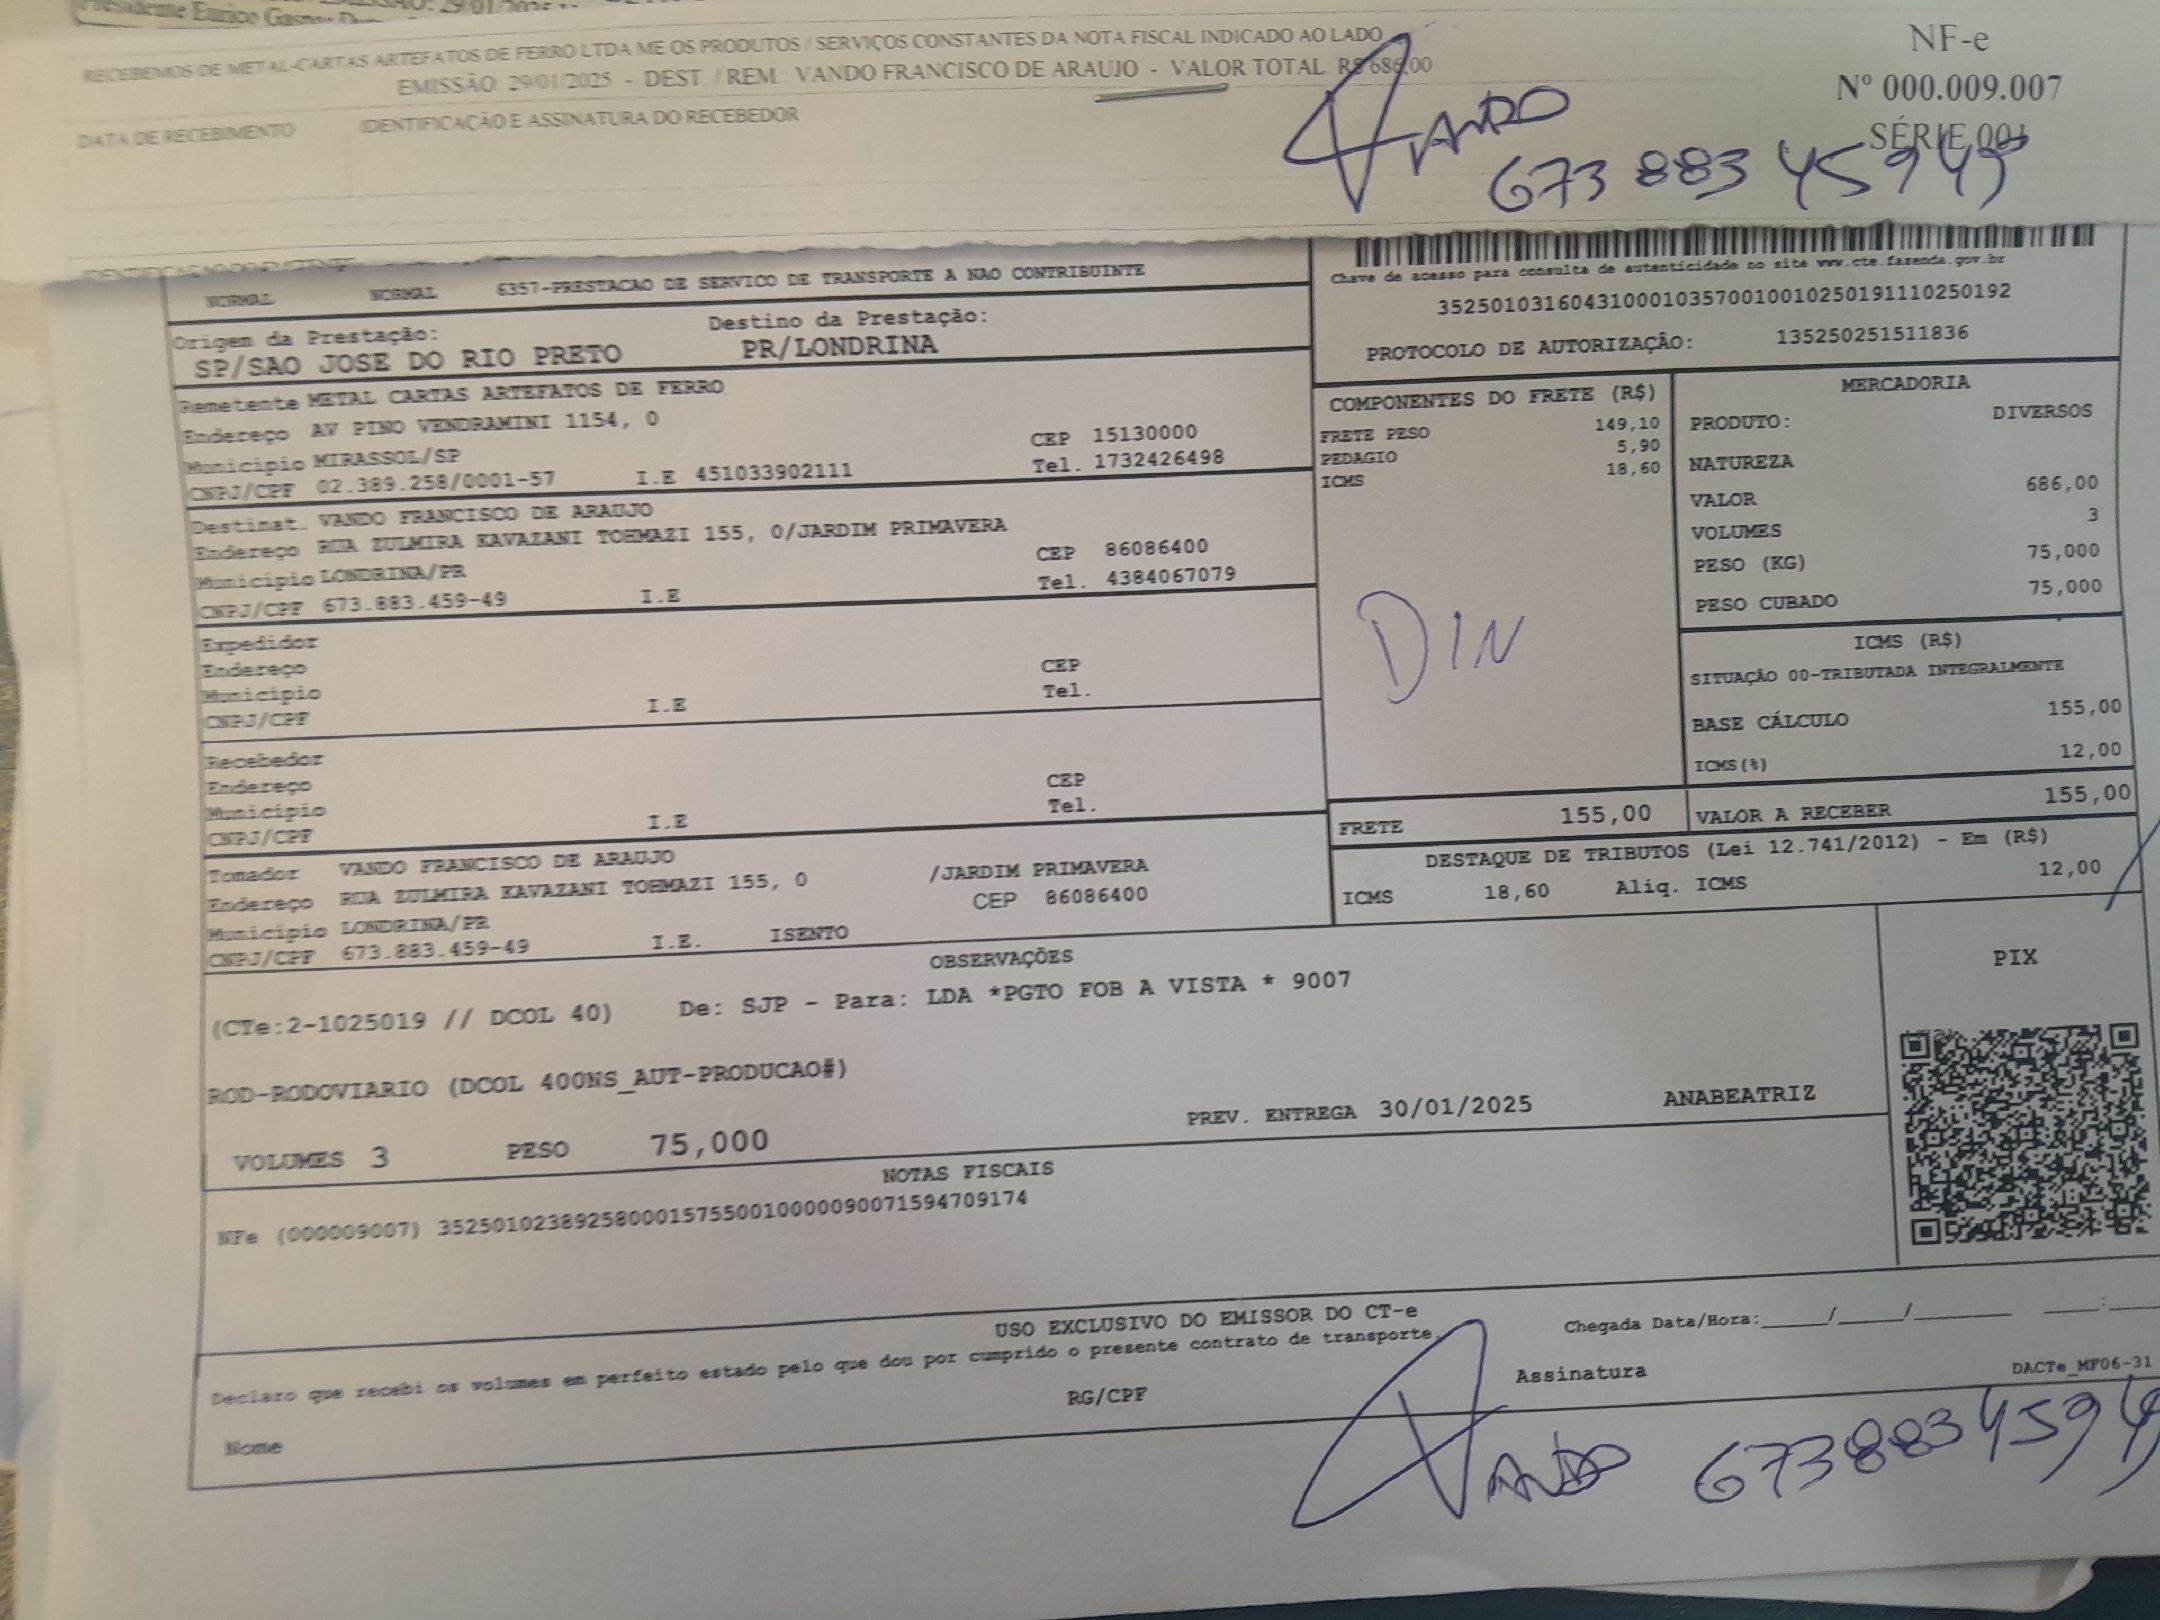 RECEBEMOS DE METAL-CARTAS ARTEFATOS DE FERRO LTDA ME OS PRODUTOS / SERVIÇOS CONSTANTES DA NOTA FISCAL INDICADO AO LADO
EMISSÃO: 29/01/2025 - DEST. / REM.: VANDO FRANCISCO DE ARAUJO - VALOR TOTAL: R$ 686,00
DATA DE RECEBIMENTO IDENTIFICAÇÃO E ASSINATURA DO RECEBEDOR
NF-e
Nº 000.009.007
SÉRIE 001
VANDO
673 883 459 49
NORMAL NORMAL 6357-PRESTACAO DE SERVICO DE TRANSPORTE A NAO CONTRIBUINTE
Chave de acesso para consulta de autenticidade no site www.cte.fazenda.gov.br
35250103160431000103570010010250191110250192
PROTOCOLO DE AUTORIZAÇÃO: 135250251511836
Origem da Prestação: Destino da Prestação:
SP/SAO JOSE DO RIO PRETO PR/LONDRINA
Remetente METAL CARTAS ARTEFATOS DE FERRO
Endereço AV PINO VENDRAMINI 1154, 0
CEP 15130000
Município MIRASSOL/SP
Tel. 1732426498
CNPJ/CPF 02.389.258/0001-57 I.E 451033902111
Destinat. VANDO FRANCISCO DE ARAUJO
Endereço RUA ZULMIRA KAVAZANI TOHMAZI 155, 0/JARDIM PRIMAVERA
CEP 86086400
Município LONDRINA/PR
Tel. 4384067079
CNPJ/CPF 673.883.459-49 I.E
Expedidor
Endereço CEP
Município Tel.
CNPJ/CPF I.E
Recebedor
Endereço CEP
Município Tel.
CNPJ/CPF I.E
Tomador VANDO FRANCISCO DE ARAUJO
Endereço RUA ZULMIRA KAVAZANI TOHMAZI 155, 0 /JARDIM PRIMAVERA
Município LONDRINA/PR CEP 86086400
CNPJ/CPF 673.883.459-49 I.E. ISENTO
COMPONENTES DO FRETE (R$)
FRETE PESO 149,10
PEDAGIO 5,90
ICMS 18,60
DIN
MERCADORIA
PRODUTO: DIVERSOS
NATUREZA
VALOR 686,00
VOLUMES 3
PESO (KG) 75,000
PESO CUBADO 75,000
ICMS (R$)
SITUAÇÃO 00-TRIBUTADA INTEGRALMENTE
BASE CÁLCULO 155,00
ICMS(%) 12,00
FRETE 155,00 VALOR A RECEBER 155,00
DESTAQUE DE TRIBUTOS (Lei 12.741/2012) - Em (R$)
ICMS 18,60 Aliq. ICMS 12,00
OBSERVAÇÕES
(CTe:2-1025019 // DCOL 40) De: SJP - Para: LDA *PGTO FOB A VISTA * 9007
ROD-RODOVIARIO (DCOL 400NS_AUT-PRODUCAO#)
PREV. ENTREGA 30/01/2025 ANABEATRIZ
VOLUMES 3 PESO 75,000
PIX
NOTAS FISCAIS
NFe (000009007) 35250102389258000157550010000090071594709174
USO EXCLUSIVO DO EMISSOR DO CT-e
Declaro que recebi os volumes em perfeito estado pelo que dou por cumprido o presente contrato de transporte.
Chegada Data/Hora:_____/_____/________ ____:____
Nome RG/CPF Assinatura
DACTe_MF06-31
VANDO 673883459 49